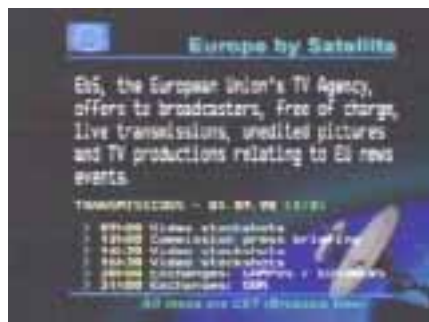 Europe by Satellite
EbS, the European Union's TV Agency,
offers to broadcasters, free of charge,
live transmissions, unedited pictures
and TV productions relating to EU news
events.
TRANSMISSIONS -
Video stockshots
12h00 Commission press briefing
Video stockshots
Video stockshots
Exchanges:
21h00 Exchanges:
All times are CET